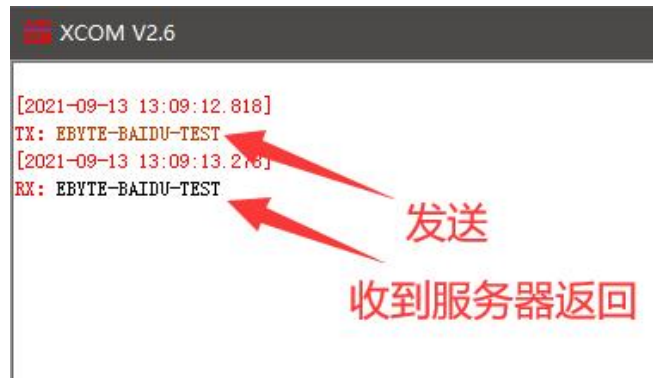 XCOM V2.6
[2021-09-13 13:09:12.818]
TX: EBYTE-BAIDU-TEST
[2021-09-13 13:09:13.278]
RX: EBYTE-BAIDU-TEST
发送
收到服务器返回